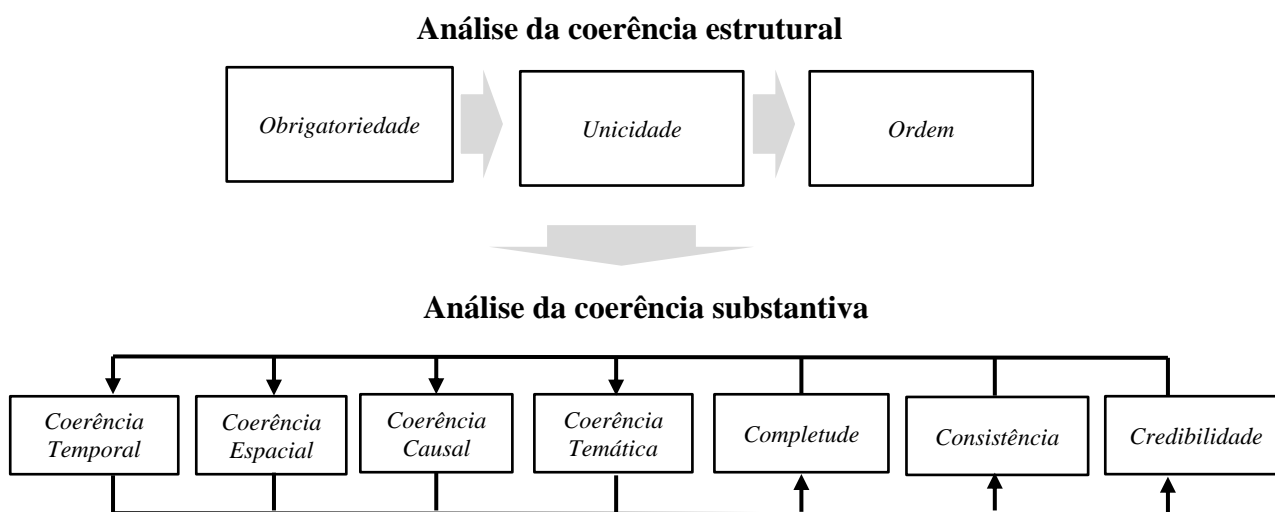 Análise da coerência estrutural
Obrigatoriedade
Unicidade
Ordem
Análise da coerência substantiva
Coerência
Temporal
Coerência
Espacial
Coerência
Causal
Coerência
Temática
Completude
Consistência
Credibilidade